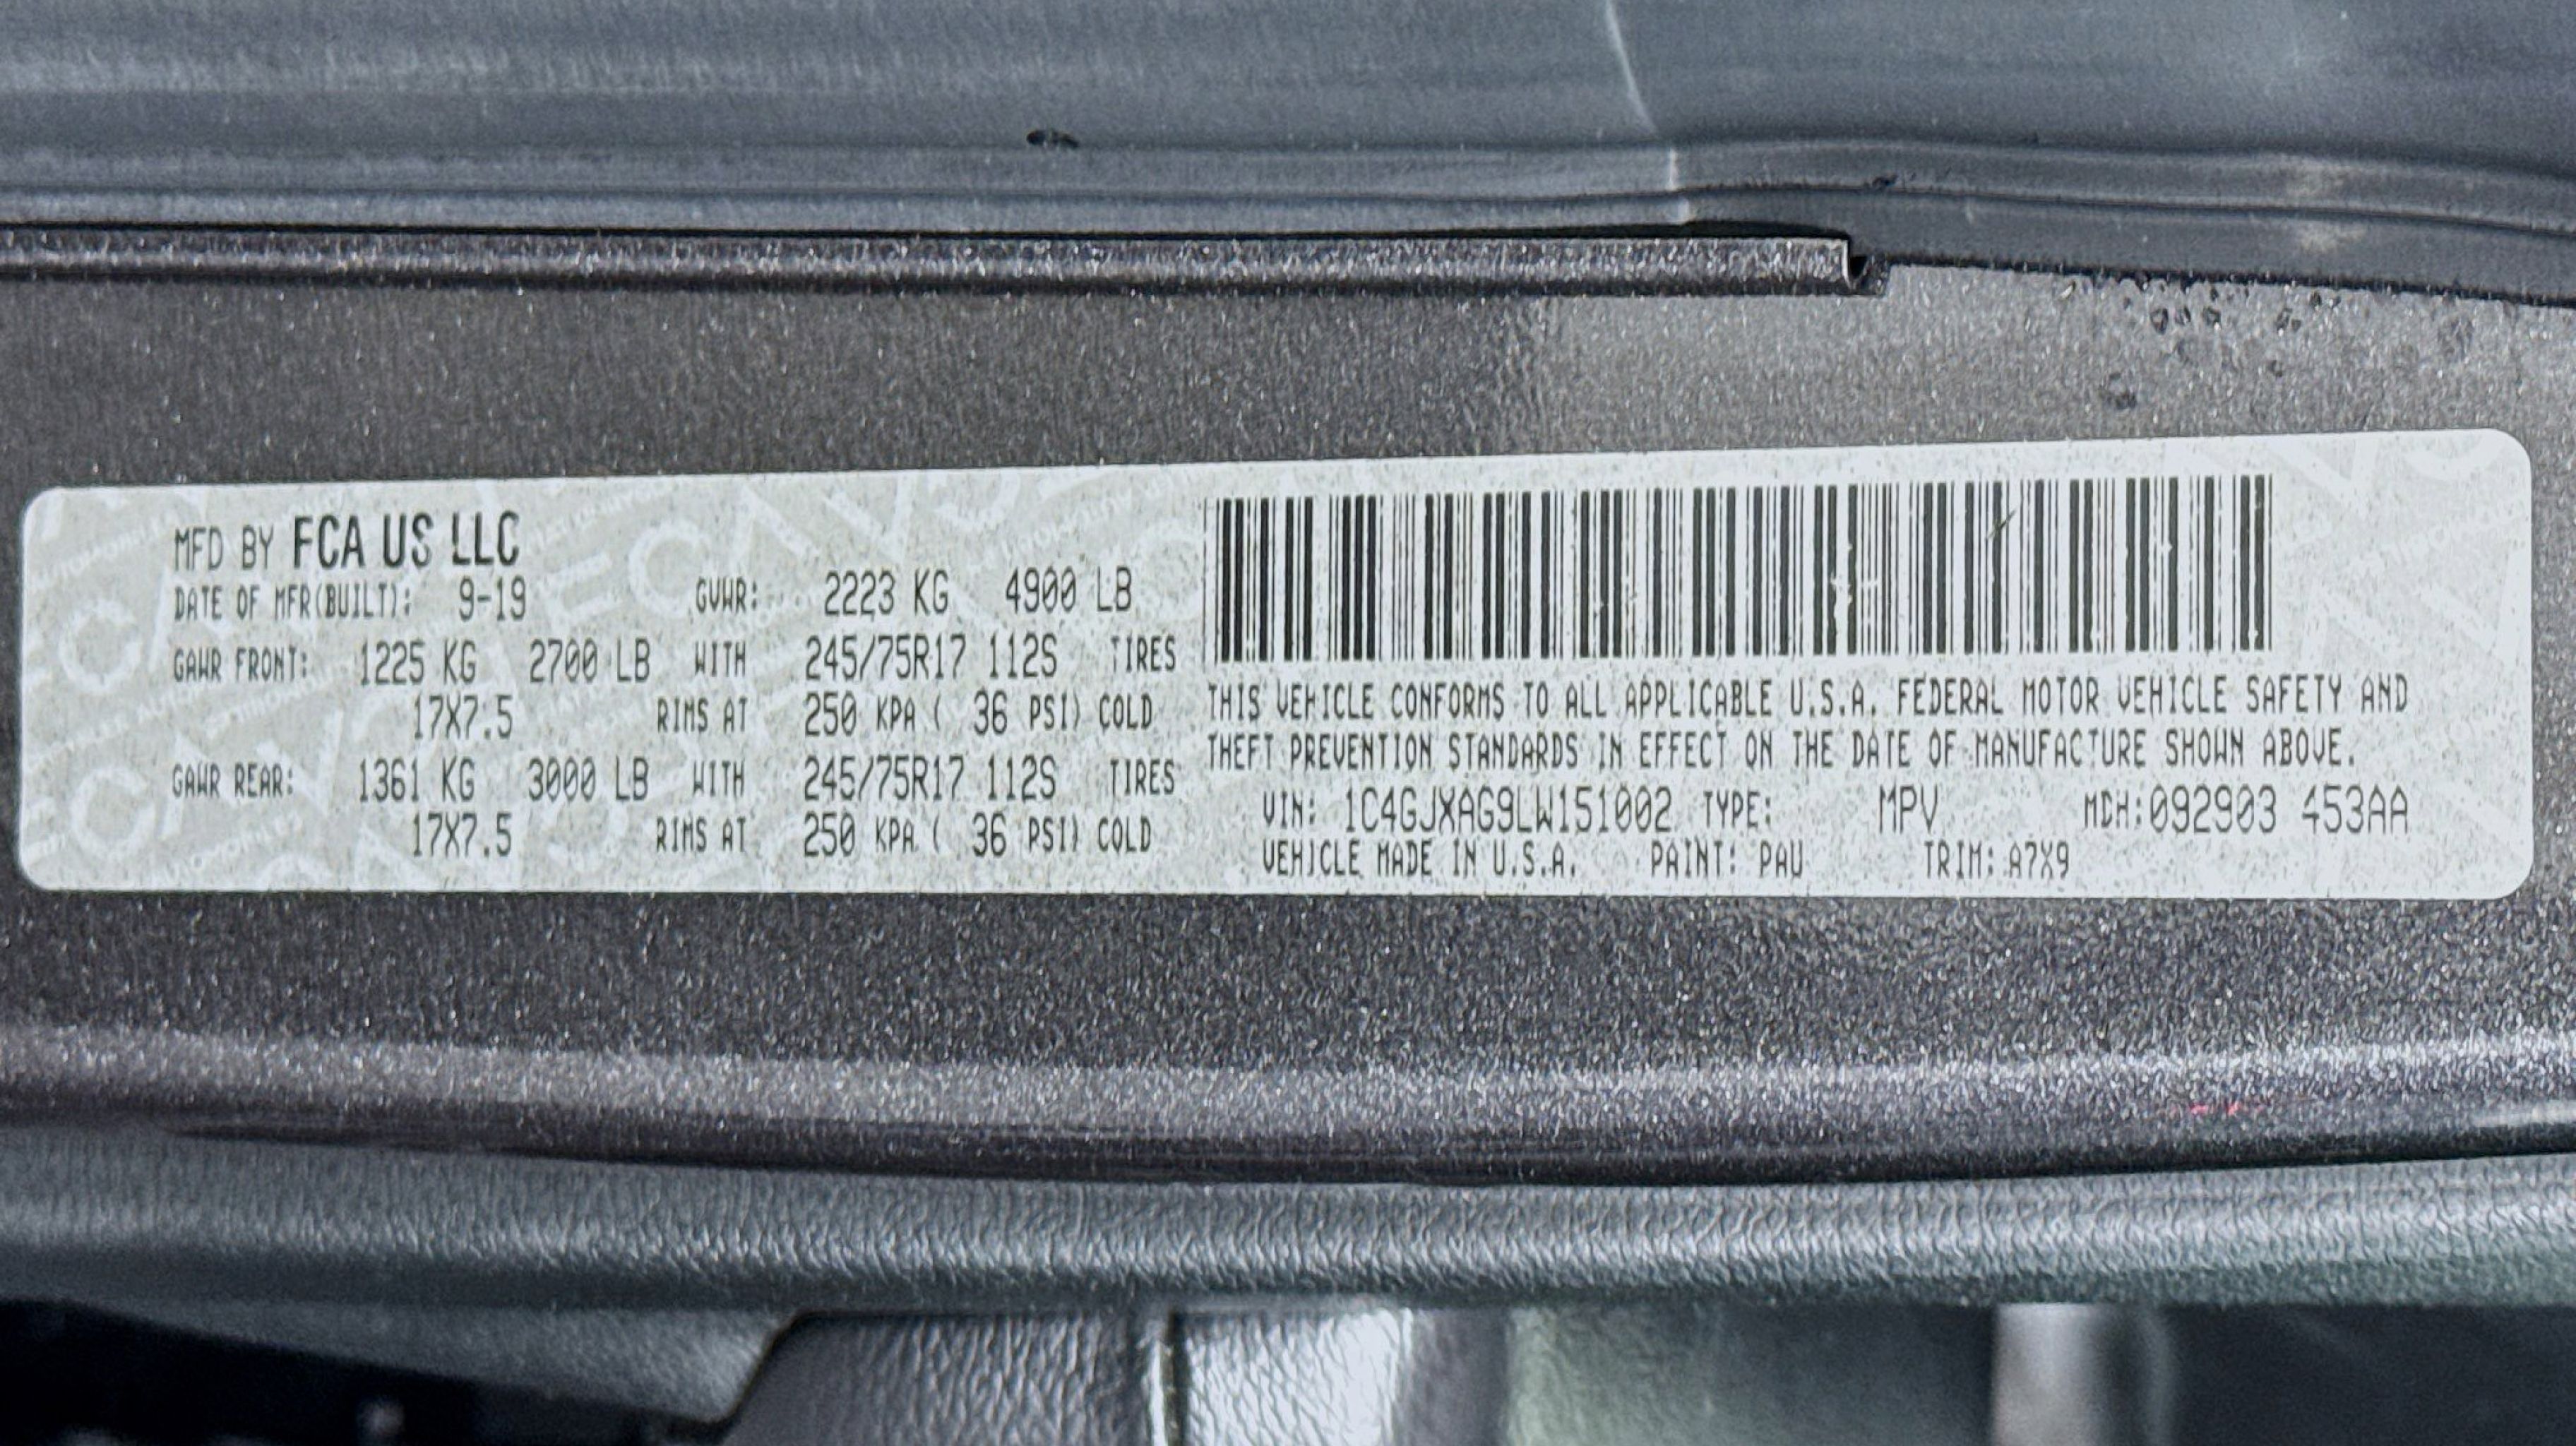 MFD BY FCA US LLC
DATE OF MFR(BUILT): 9-19 GVWR: 2223 KG 4900 LB
GAWR FRONT: 1225 KG 2700 LB WITH 245/75R17 112S TIRES
17X7.5 RIMS AT 250 KPA ( 36 PSI) COLD
GAWR REAR: 1361 KG 3000 LB WITH 245/75R17 112S TIRES
17X7.5 RIMS AT 250 KPA ( 36 PSI) COLD
THIS VEHICLE CONFORMS TO ALL APPLICABLE U.S.A. FEDERAL MOTOR VEHICLE SAFETY AND
THEFT PREVENTION STANDARDS IN EFFECT ON THE DATE OF MANUFACTURE SHOWN ABOVE.
VIN: 1C4GJXAG9LW151002 TYPE: MPV MDH:092903 453AA
VEHICLE MADE IN U.S.A. PAINT: PAU TRIM: A7X9